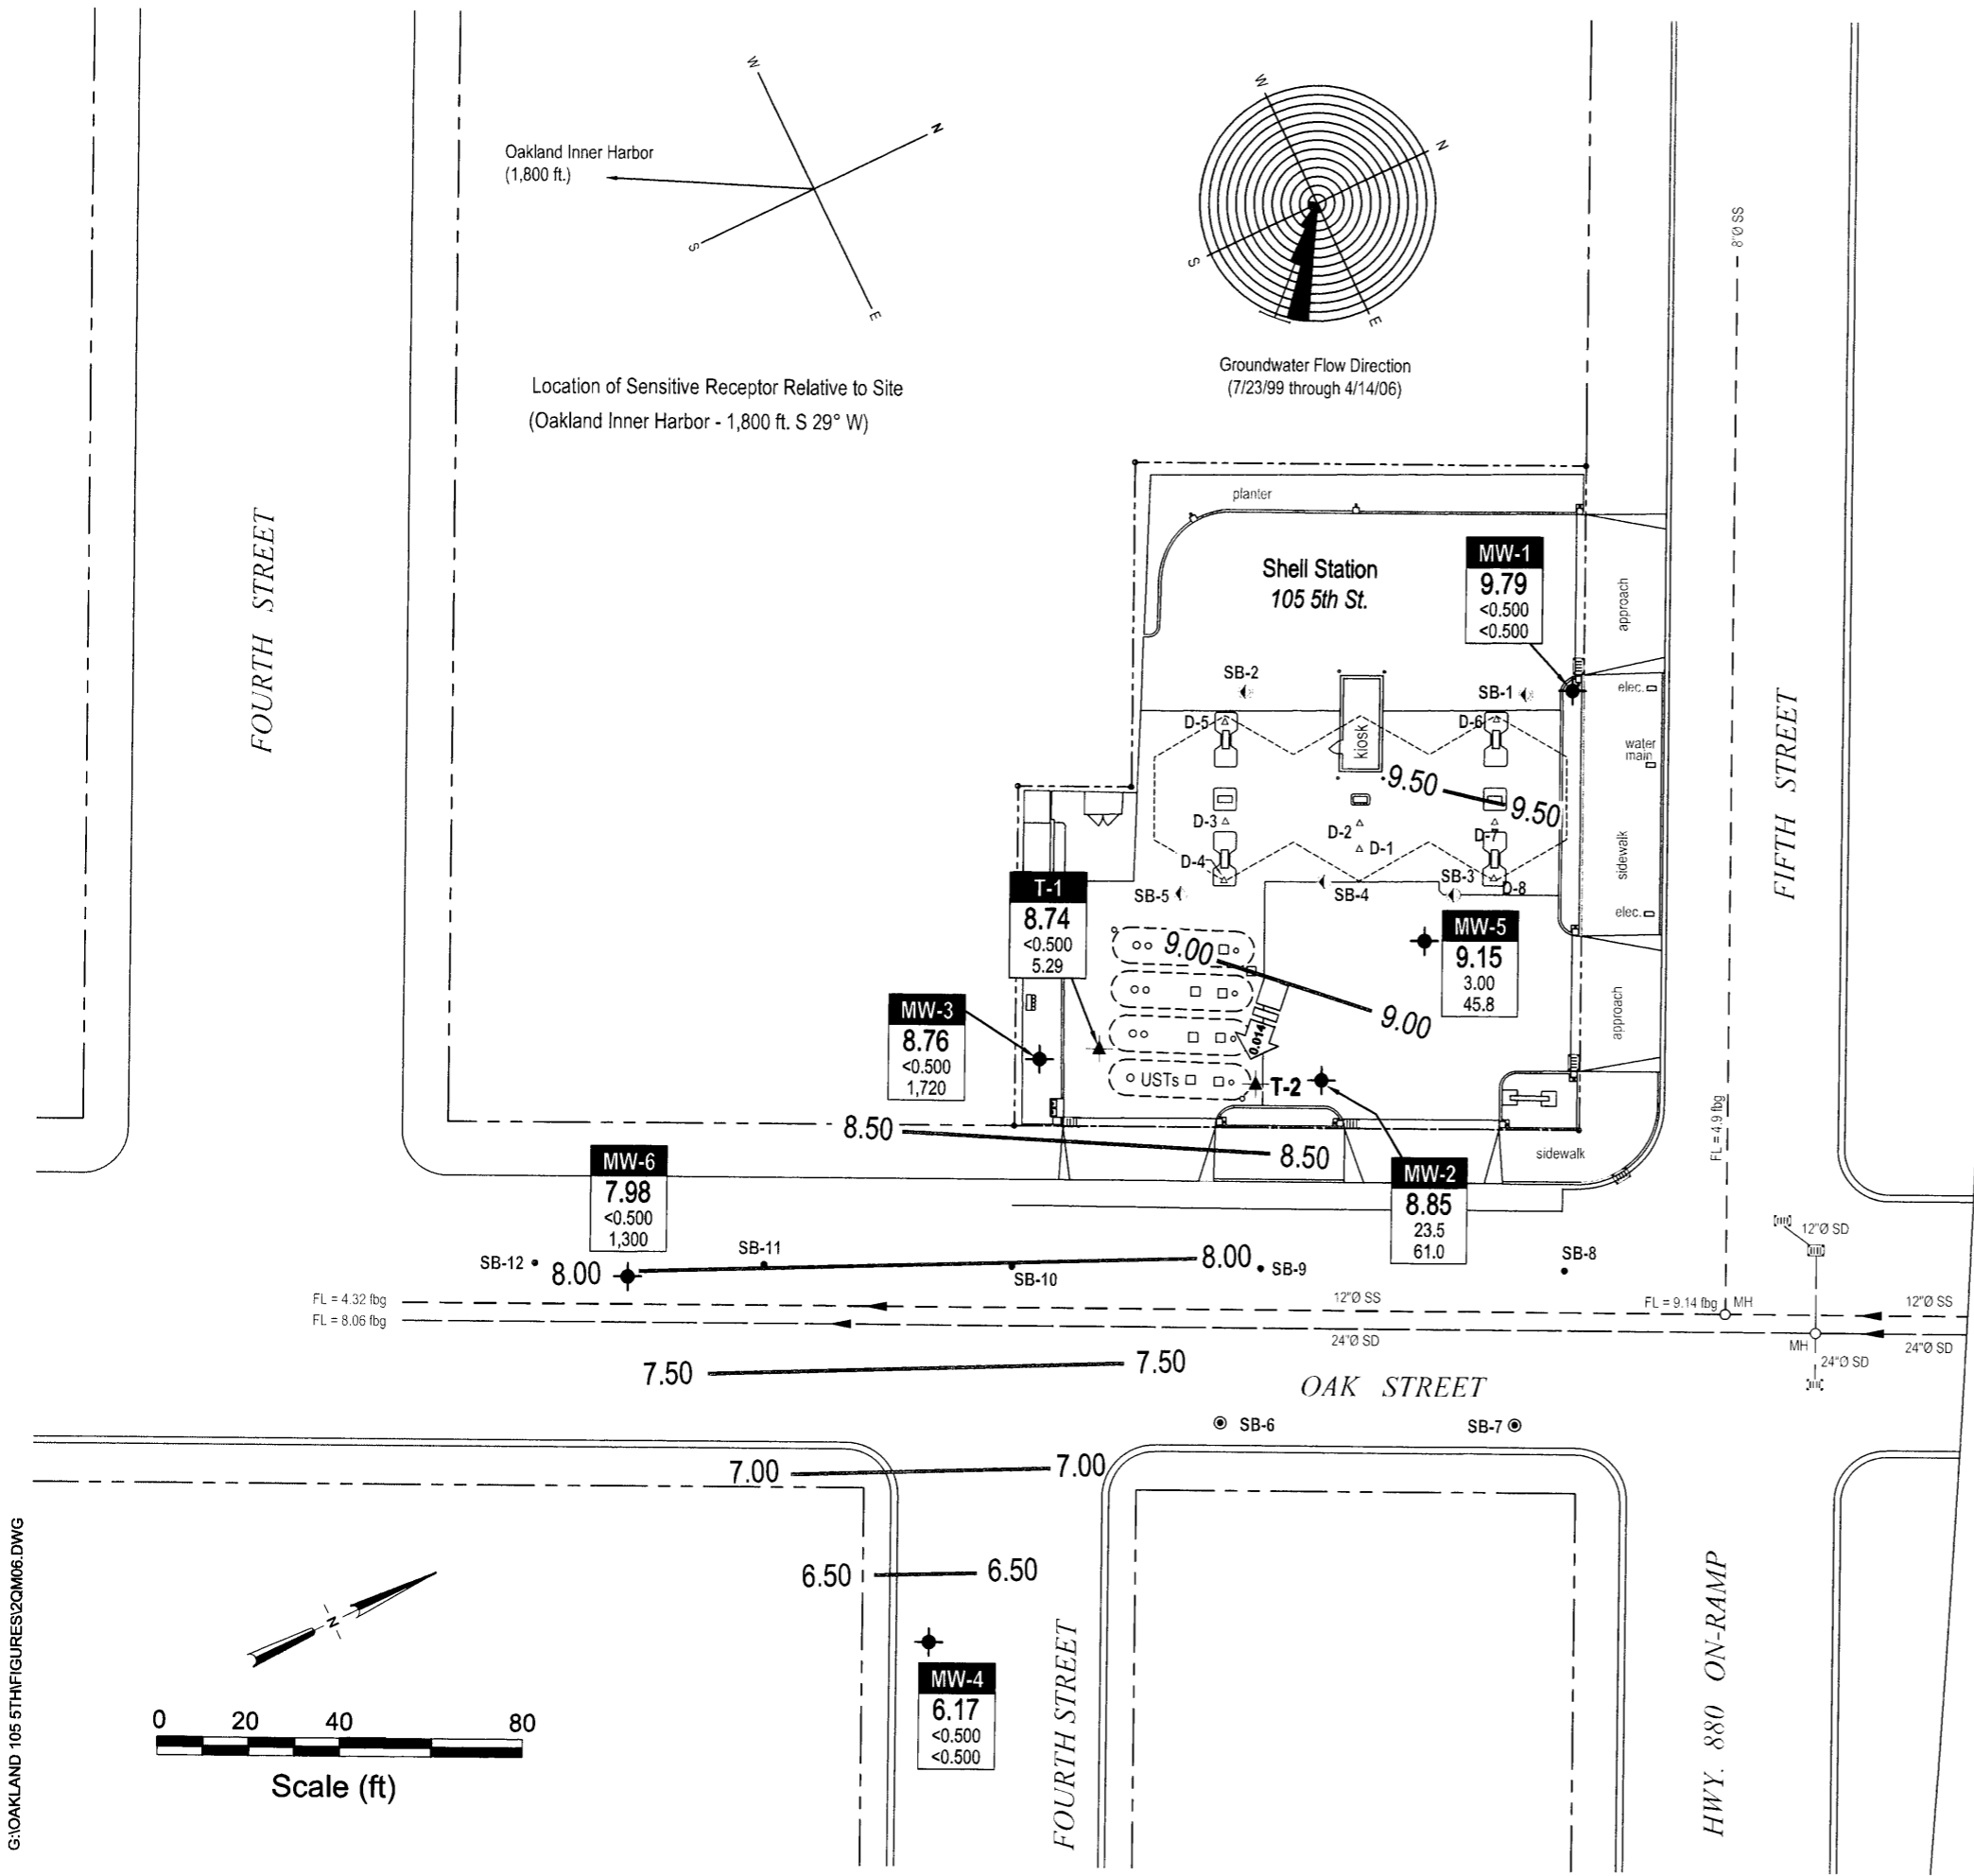 W
N
S
E
Oakland Inner Harbor
(1,800 ft.)
Location of Sensitive Receptor Relative to Site
(Oakland Inner Harbor - 1,800 ft. S 29° W)
W
N
S
E
Groundwater Flow Direction
(7/23/99 through 4/14/06)
8"Ø SS
FOURTH STREET
FIFTH STREET
planter
Shell Station
105 5th St.
MW-1
9.79
<0.500
<0.500
approach
SB-2
SB-1
elec.
D-5
D-6
kiosk
water
main
9.50
9.50
D-3
D-2
D-1
D-7
D-4
D-8
sidewalk
SB-5
SB-4
SB-3
elec.
T-1
8.74
<0.500
5.29
MW-5
9.15
3.00
45.8
9.00
9.00
approach
MW-3
8.76
<0.500
1,720
0.014
USTs
T-2
FL = 4.9 fbg
8.50
8.50
sidewalk
MW-6
7.98
<0.500
1,300
MW-2
8.85
23.5
61.0
12"Ø SD
SB-12
8.00
SB-11
SB-10
8.00
SB-9
SB-8
FL = 4.32 fbg
12"Ø SS
FL = 9.14 fbg
MH
12"Ø SS
FL = 8.06 fbg
24"Ø SD
MH
24"Ø SD
24"Ø SD
7.50
7.50
OAK STREET
SB-6
SB-7
7.00
7.00
6.50
6.50
N
MW-4
6.17
<0.500
<0.500
FOURTH STREET
HWY. 880 ON-RAMP
0 20 40 80
Scale (ft)
G:\OAKLAND 105 5TH\FIGURES\2QM06.DWG